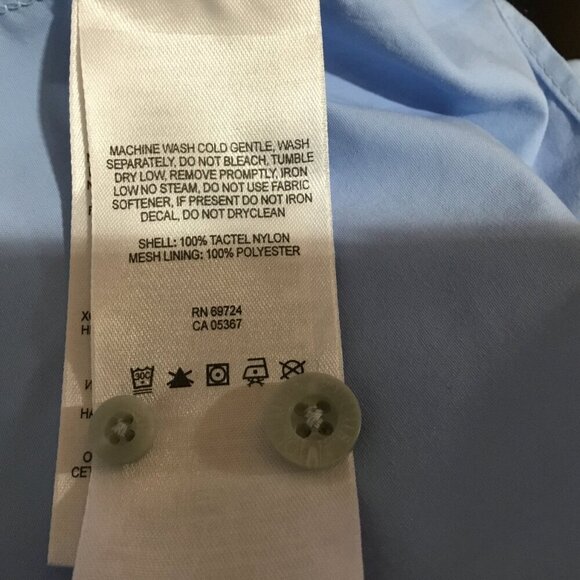 MACHINE WASH COLD GENTLE, WASH
SEPARATELY, DO NOT BLEACH, TUMBLE
DRY LOW, REMOVE PROMPTLY, IRON
LOW NO STEAM, DO NOT USE FABRIC
SOFTENER, IF PRESENT DO NOT IRON
DECAL, DO NOT DRYCLEAN
SHELL: 100% TACTEL NYLON
MESH LINING: 100% POLYESTER
RN 69724
CA 05367
30C